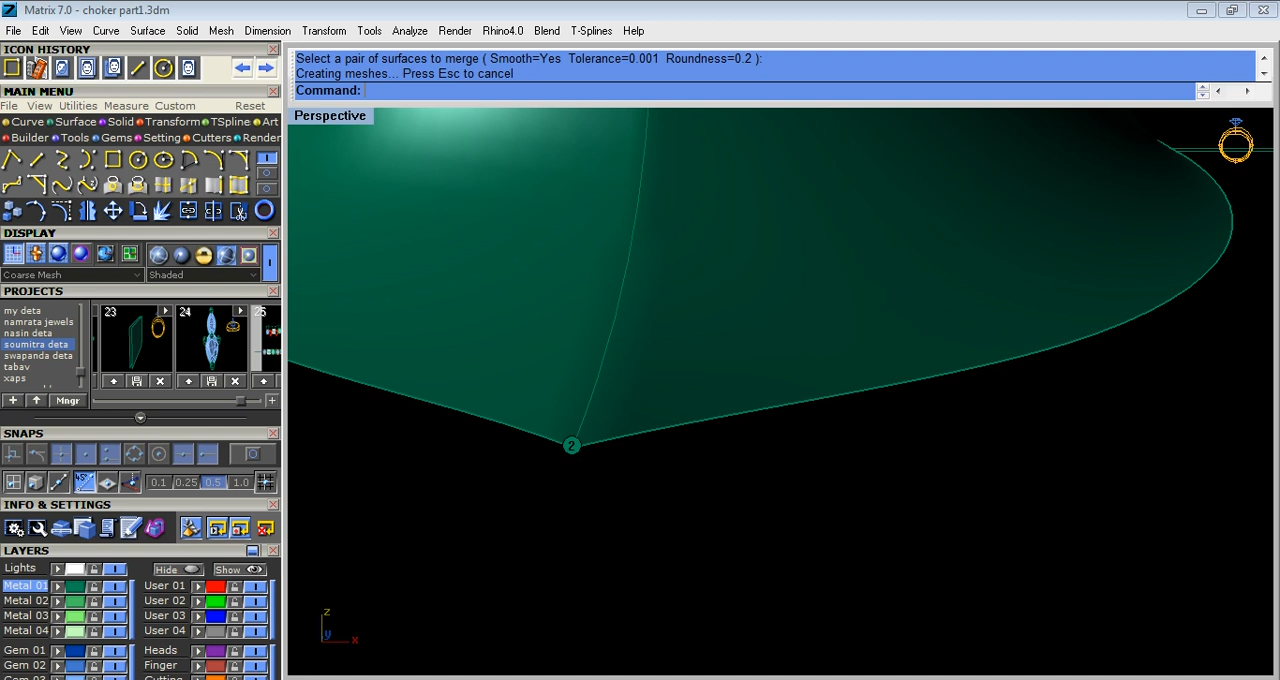 Matrix 7.0 - choker part1.3dm
File Edit View Curve Surface Solid Mesh Dimension Transform Tools Analyze Render Rhino4.0 Blend T-Splines Help
ICON HISTORY
Select a pair of surfaces to merge ( Smooth=Yes Tolerance=0.001 Roundness=0.2 ):
Creating meshes... Press Esc to cancel
Command:
MAIN MENU
File View Utilities Measure Custom Reset
Curve Surface Solid Transform TSpline Art
Builder Tools Gems Setting Cutters Render
Perspective
DISPLAY
Coarse Mesh Shaded
PROJECTS
my deta
namrata jewels
nasin deta
soumitra deta
swapanda deta
tabav
xaps
23 24 25
Mngr
SNAPS
45°
0.1 0.25 0.5 1.0
INFO & SETTINGS
LAYERS
Lights Hide Show
Metal 01 User 01
Metal 02 User 02
Metal 03 User 03
Metal 04 User 04
Gem 01 Heads
Gem 02 Finger
Gem 03 Cutting
2
z
y x